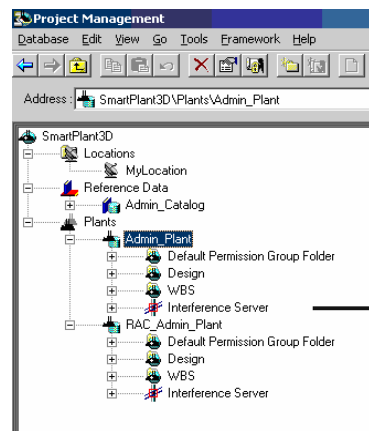 Project Management
Database Edit View Go Tools Framework Help
Address: SmartPlant3D\Plants\Admin_Plant
SmartPlant3D
Locations
MyLocation
Reference Data
Admin_Catalog
Plants
Admin_Plant
Default Permission Group Folder
Design
WBS
Interference Server
RAC_Admin_Plant
Default Permission Group Folder
Design
WBS
Interference Server